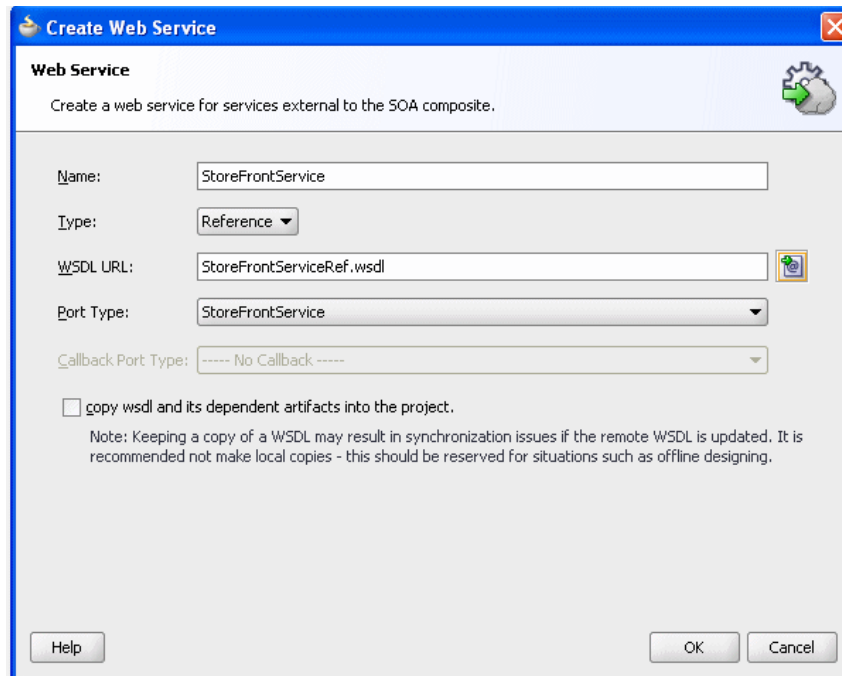 Create Web Service
Web Service
Create a web service for services external to the SOA composite.
Name: StoreFrontService
Type: Reference
WSDL URL: StoreFrontServiceRef.wsdl
Port Type: StoreFrontService
Callback Port Type: ----- No Callback -----
copy wsdl and its dependent artifacts into the project.
Note: Keeping a copy of a WSDL may result in synchronization issues if the remote WSDL is updated. It is
recommended not make local copies - this should be reserved for situations such as offline designing.
Help OK Cancel